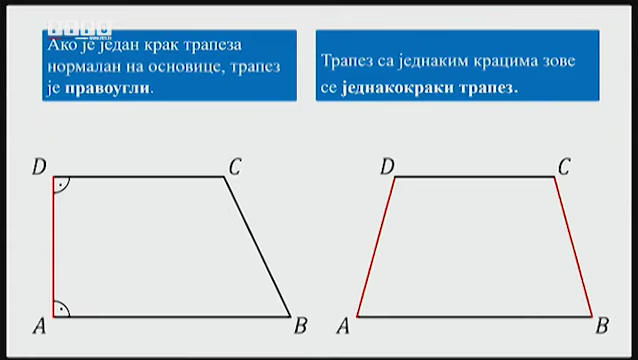 Ако је један крак трапеза
нормалан на основице, трапез
је правоугли.
Трапез са једнаким крацима зове
се једнакокраки трапез.
D
C
A
B
D
C
A
B